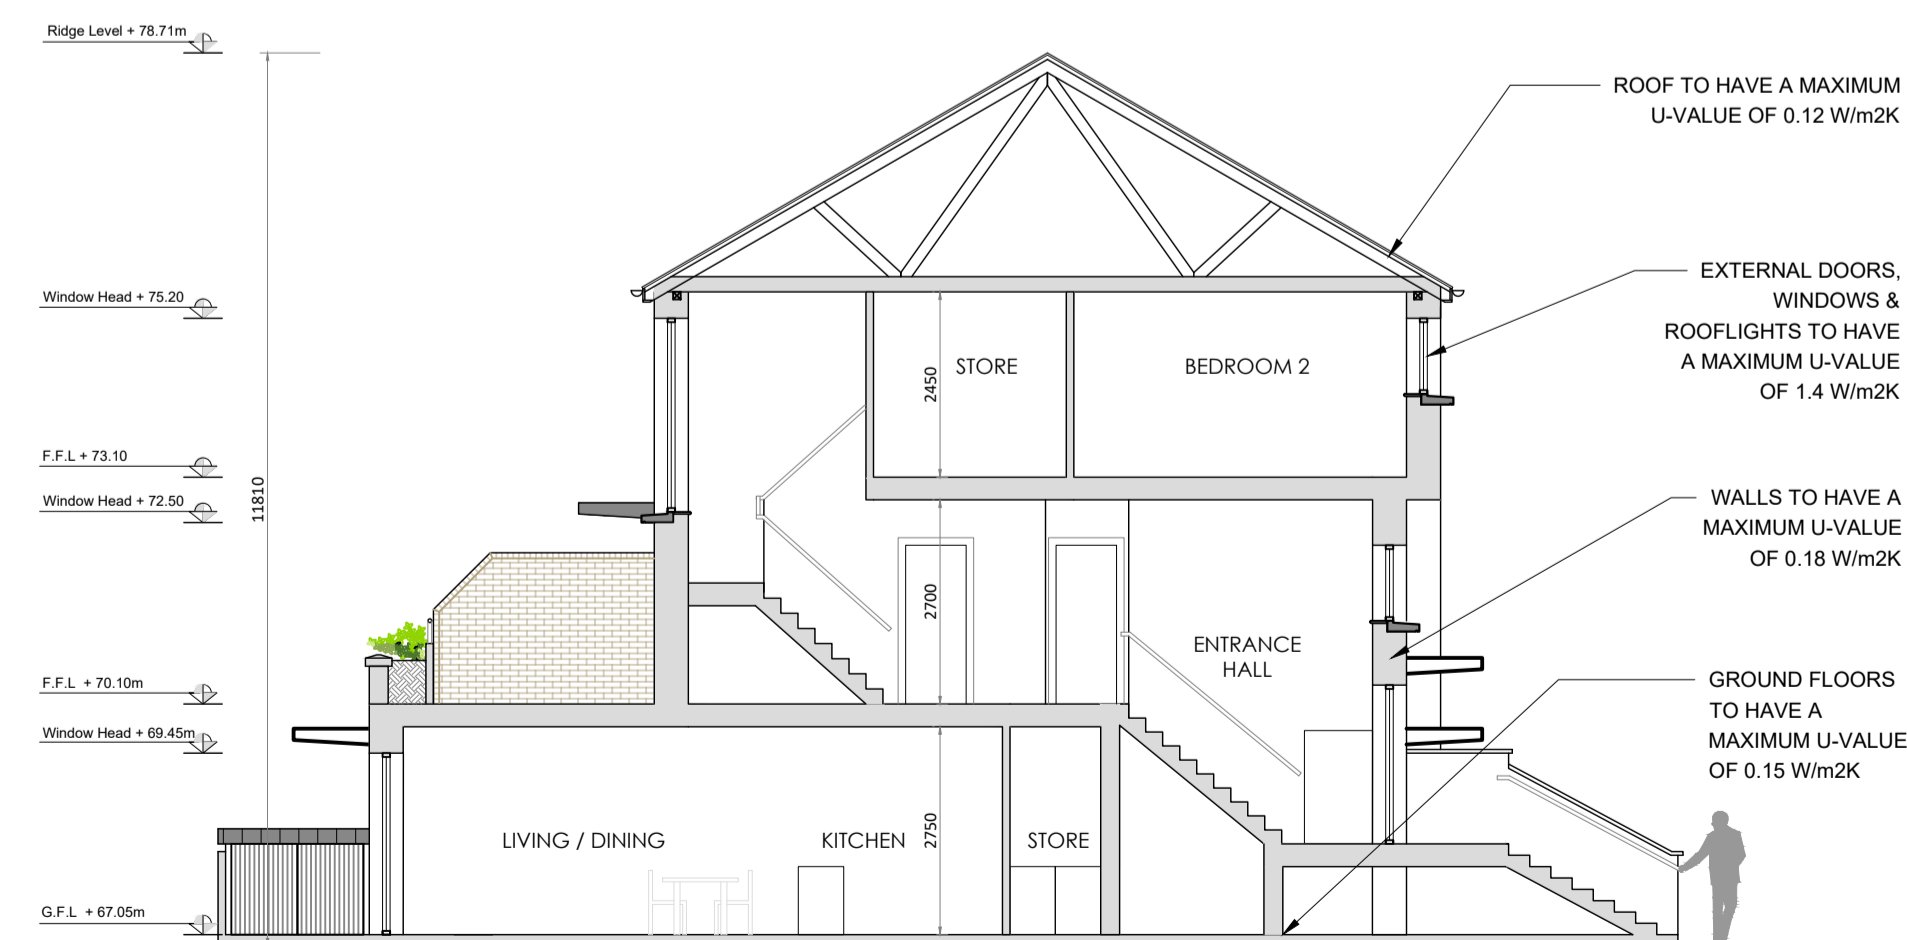 Ridge Level + 78.71m
Window Head + 75.20
F.F.L + 73.10
Window Head + 72.50
F.F.L + 70.10m
Window Head + 69.45m
G.F.L + 67.05m
11810
STORE
BEDROOM 2
2450
2700
ENTRANCE
HALL
LIVING / DINING
KITCHEN
2750
STORE
ROOF TO HAVE A MAXIMUM
U-VALUE OF 0.12 W/m2K
EXTERNAL DOORS,
WINDOWS &
ROOFLIGHTS TO HAVE
A MAXIMUM U-VALUE
OF 1.4 W/m2K
WALLS TO HAVE A
MAXIMUM U-VALUE
OF 0.18 W/m2K
GROUND FLOORS
TO HAVE A
MAXIMUM U-VALUE
OF 0.15 W/m2K